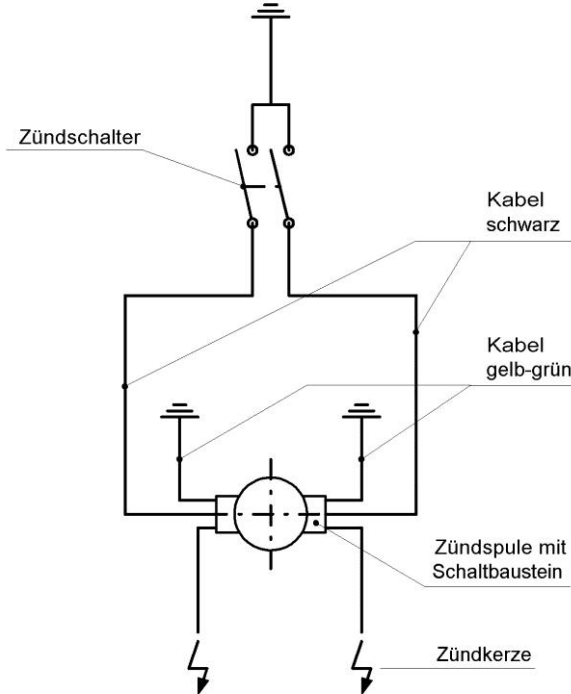 Zündschalter
Kabel
schwarz
Kabel
gelb-grün
Zündspule mit
Schaltbaustein
Zündkerze